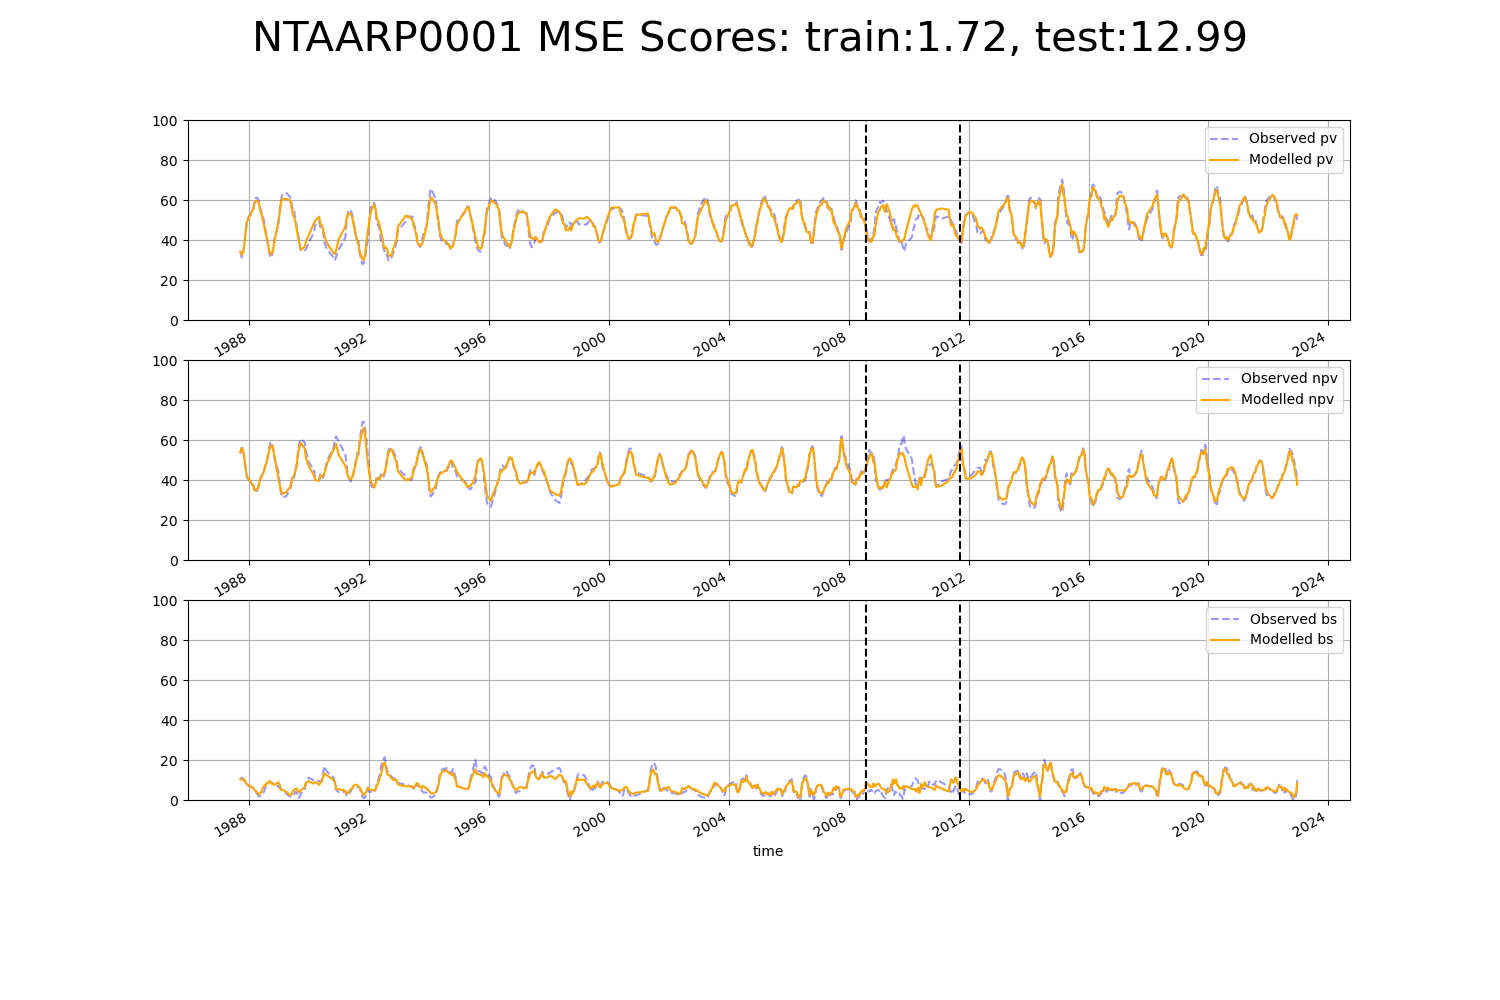 NTAARP0001 MSE Scores: train:1.72, test:12.99
100
80
60
40
20
0
Observed pv
Modelled pv
1988 1992 1996 2000 2004 2008 2012 2016 2020 2024
100
80
60
40
20
0
Observed npv
Modelled npv
1988 1992 1996 2000 2004 2008 2012 2016 2020 2024
100
80
60
40
20
0
Observed bs
Modelled bs
1988 1992 1996 2000 2004 2008 2012 2016 2020 2024
time